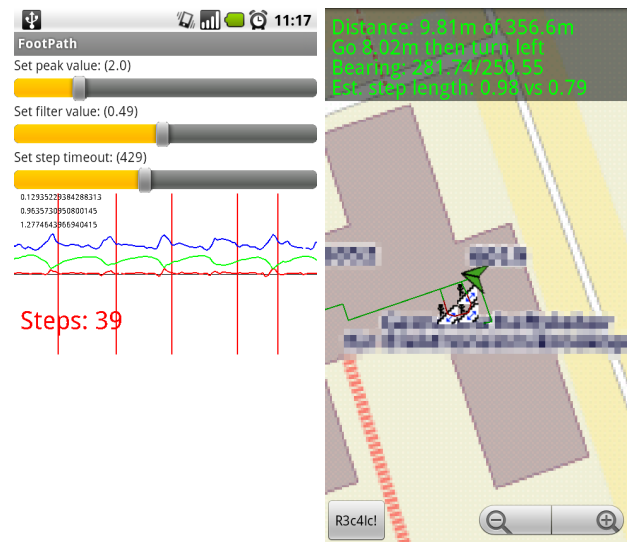 11:17
FootPath
Set peak value: (2.0)
Set filter value: (0.49)
Set step timeout: (429)
0.12935229384288313
0.9635730950800145
1.2774643966940415
Steps: 39
Distance: 9.81m of 356.6m
Go 8.02m then turn left
Bearing: 281.74/250.55
Est. step length: 0.98 vs 0.79
R3c4lc!